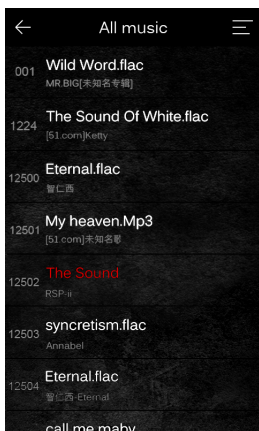 All music
001
Wild Word.flac
MR.BIG[未知名专辑]
1224
The Sound Of White.flac
[51.com]Ketty
12500
Eternal.flac
智仁西
12501
My heaven.Mp3
[51.com]未知名歌
12502
The Sound
RSP-ii
12503
syncretism.flac
Annabel
12504
Eternal.flac
智仁西-Eternal
call me maby